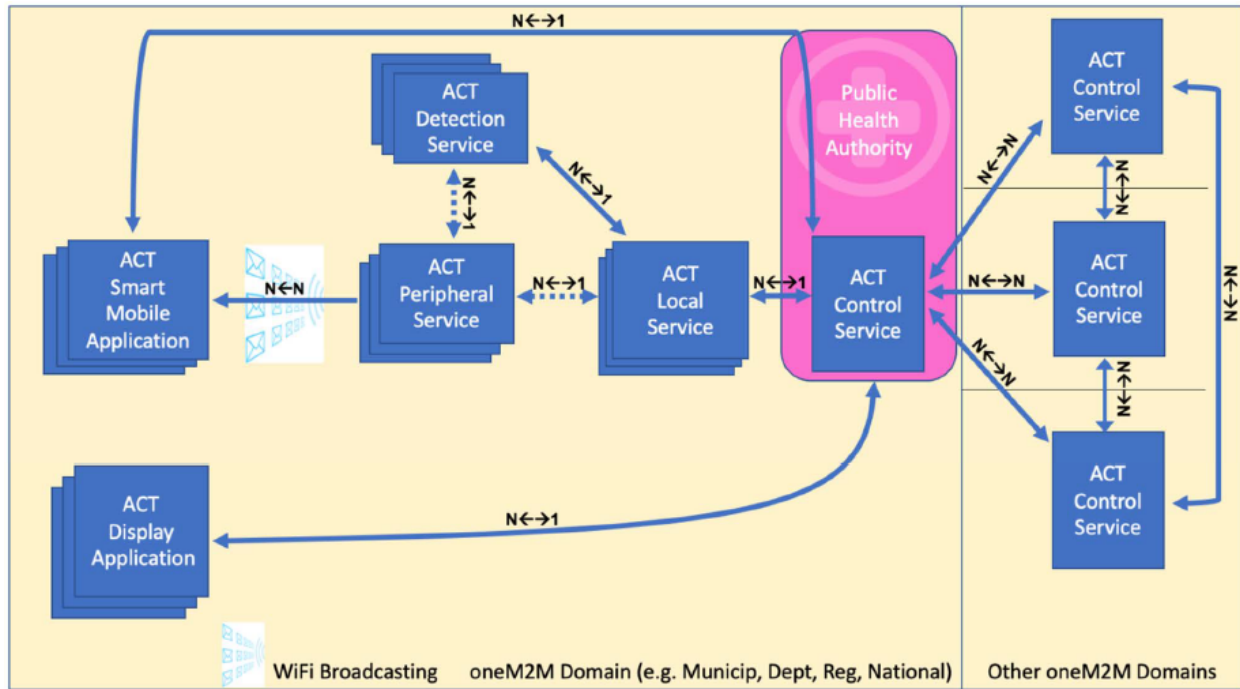 N←→1
ACT
Detection
Service
Public
Health
Authority
ACT
Control
Service
N←→N
N←→1
N←→1
N←→N
ACT
Smart
Mobile
Application
N←N
ACT
Peripheral
Service
N←→1
ACT
Local
Service
N←→1
ACT
Control
Service
N←→N
ACT
Control
Service
N←→N
N←→N
N←→N
ACT
Display
Application
N←→1
ACT
Control
Service
WiFi Broadcasting
oneM2M Domain (e.g. Municip, Dept, Reg, National)
Other oneM2M Domains